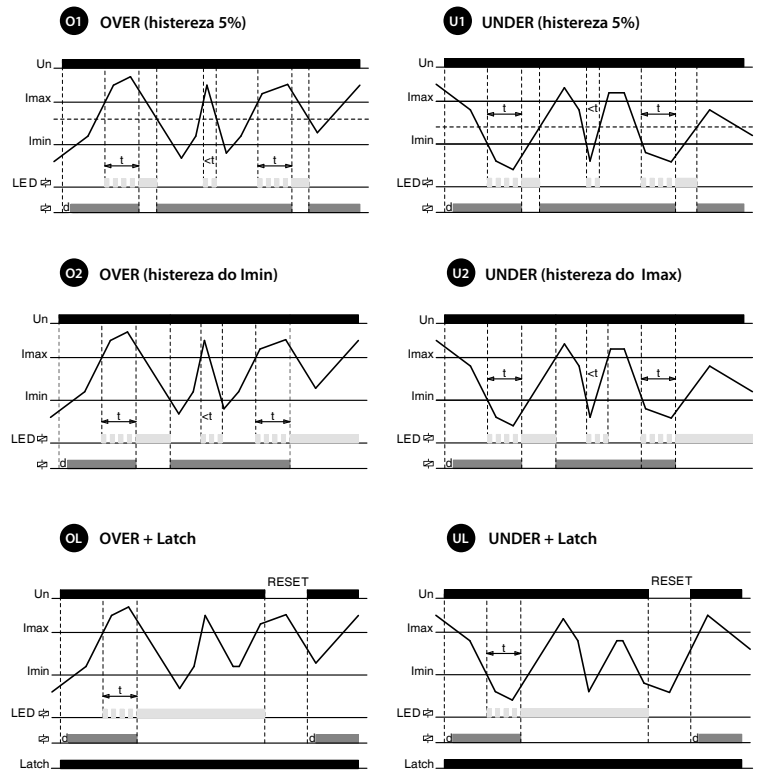 O1 OVER (histereza 5%)
Un
Imax
Imin
t
<t
t
LED
d
U1 UNDER (histereza 5%)
Un
Imax
Imin
t
<t
t
LED
d
O2 OVER (histereza do Imin)
Un
Imax
Imin
t
<t
t
LED
d
U2 UNDER (histereza do Imax)
Un
Imax
Imin
t
<t
t
LED
d
OL OVER + Latch
RESET
Un
Imax
Imin
t
LED
d
d
Latch
UL UNDER + Latch
RESET
Un
Imax
Imin
t
LED
d
d
Latch